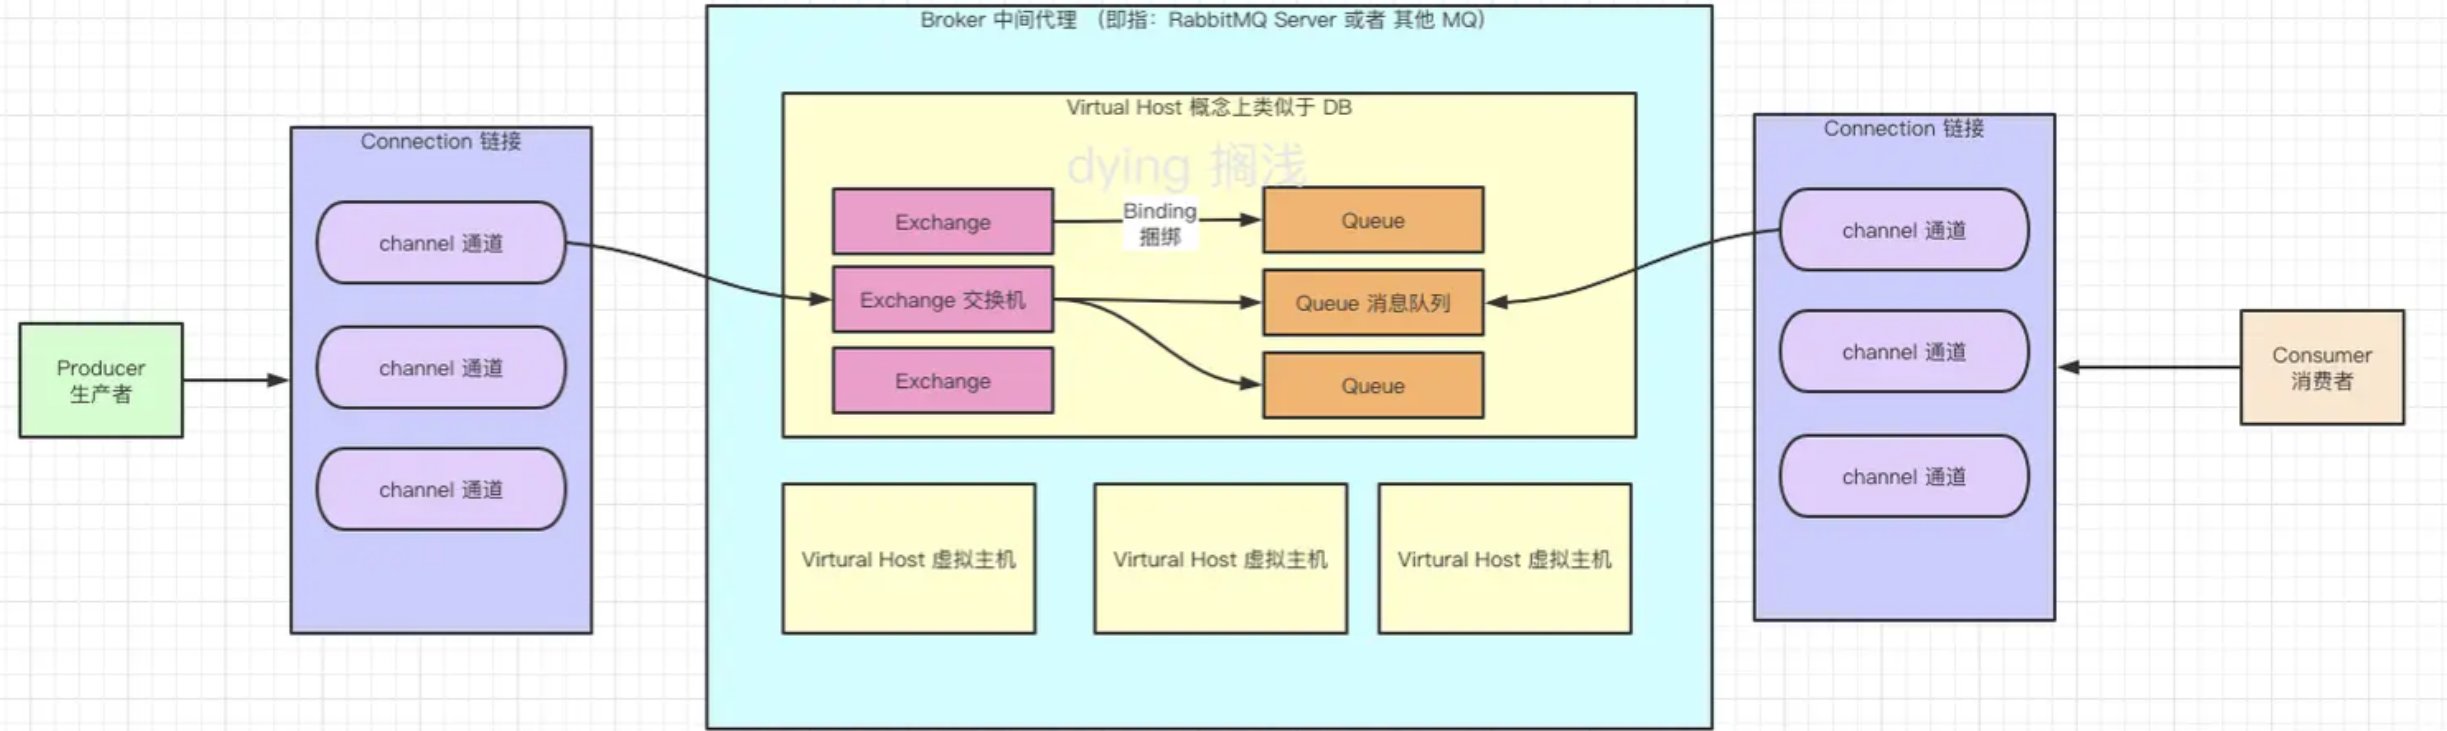 Broker 中间代理 （即指：RabbitMQ Server 或者 其他 MQ）
Virtual Host 概念上类似于 DB
dying 搁浅
Connection 链接
channel 通道
channel 通道
channel 通道
Producer
生产者
Exchange
Binding
捆绑
Queue
Exchange 交换机
Queue 消息队列
Exchange
Queue
Virtural Host 虚拟主机
Virtural Host 虚拟主机
Virtural Host 虚拟主机
Connection 链接
channel 通道
channel 通道
channel 通道
Consumer
消费者